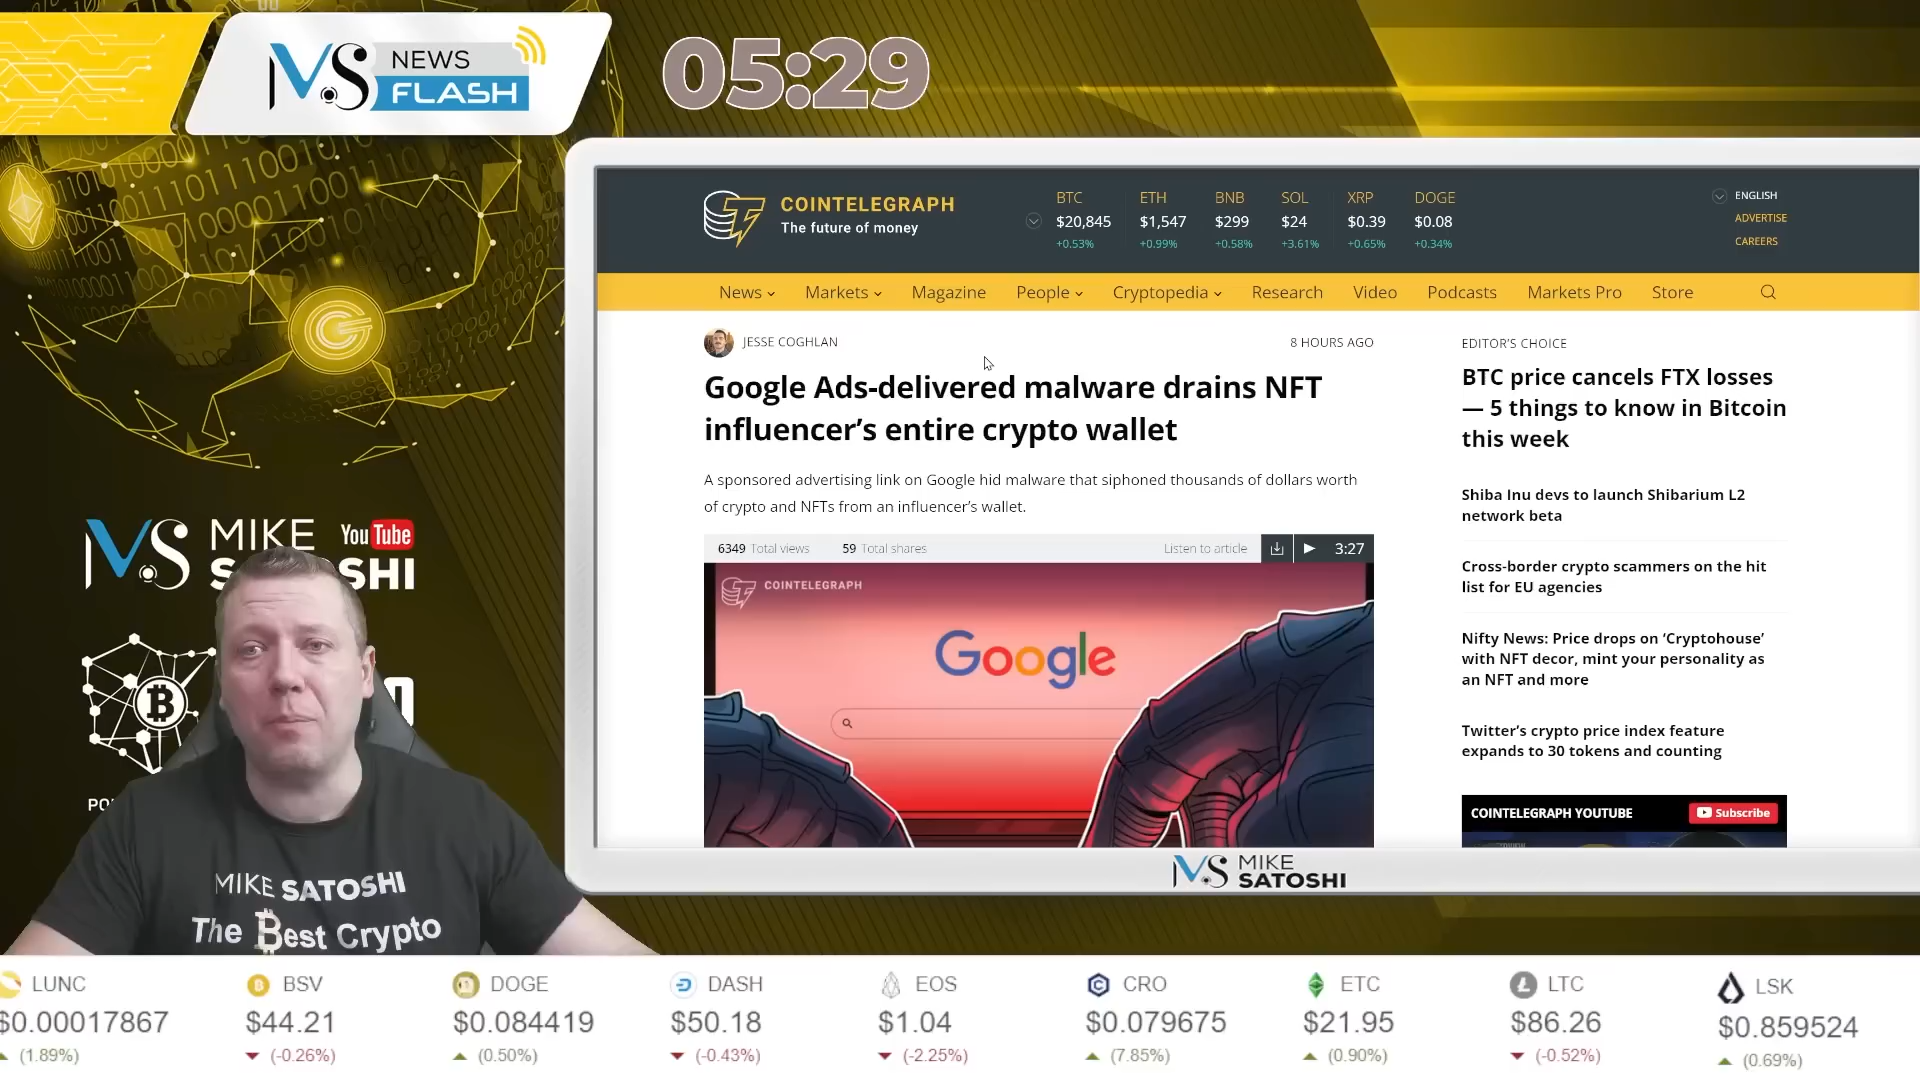 MS NEWS
FLASH
05:29
COINTELEGRAPH
The future of money
BTC
$20,845
+0.53%
ETH
$1,547
+0.99%
BNB
$299
+0.58%
SOL
$24
+3.61%
XRP
$0.39
+0.65%
DOGE
$0.08
+0.34%
ENGLISH
ADVERTISE
CAREERS
News Markets Magazine People Cryptopedia Research Video Podcasts Markets Pro Store
JESSE COGHLAN
8 HOURS AGO
Google Ads-delivered malware drains NFT
influencer’s entire crypto wallet
A sponsored advertising link on Google hid malware that siphoned thousands of dollars worth
of crypto and NFTs from an influencer’s wallet.
6349 Total views 59 Total shares Listen to article 3:27
COINTELEGRAPH
Google
EDITOR’S CHOICE
BTC price cancels FTX losses
— 5 things to know in Bitcoin
this week
Shiba Inu devs to launch Shibarium L2
network beta
Cross-border crypto scammers on the hit
list for EU agencies
Nifty News: Price drops on ‘Cryptohouse’
with NFT decor, mint your personality as
an NFT and more
Twitter’s crypto price index feature
expands to 30 tokens and counting
COINTELEGRAPH YOUTUBE Subscribe
MS MIKE
SATOSHI
MS MIKE YouTube
MIKE SATOSHI
The Best Crypto
LUNC
$0.00017867
(1.89%)
BSV
$44.21
(-0.26%)
DOGE
$0.084419
(0.50%)
DASH
$50.18
(-0.43%)
EOS
$1.04
(-2.25%)
CRO
$0.079675
(7.85%)
ETC
$21.95
(0.90%)
LTC
$86.26
(-0.52%)
LSK
$0.859524
(0.69%)